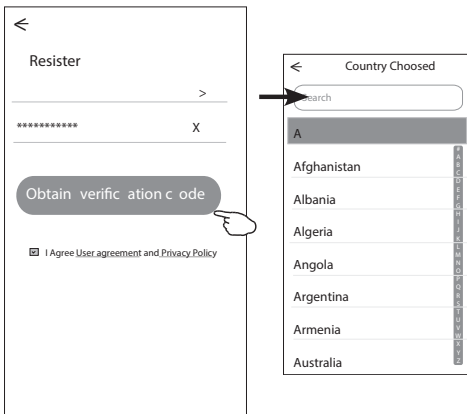 Resister
>
***********
X
Obtain verific ation c ode
I Agree User agreement and Privacy Policy
Country Choosed
Search
A
Afghanistan
Albania
Algeria
Angola
Argentina
Armenia
Australia
#
A
B
C
D
E
F
G
H
I
J
K
L
M
N
O
P
Q
R
S
T
U
V
W
X
Y
Z